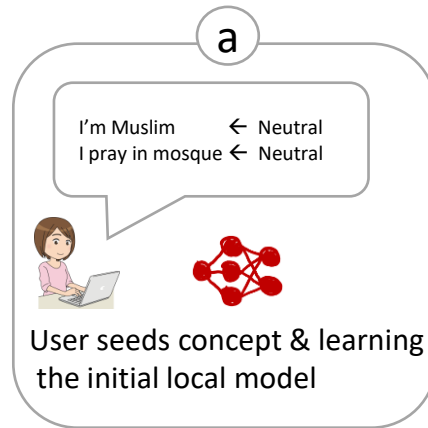 a
I'm Muslim ← Neutral
I pray in mosque ← Neutral
User seeds concept & learning
the initial local model